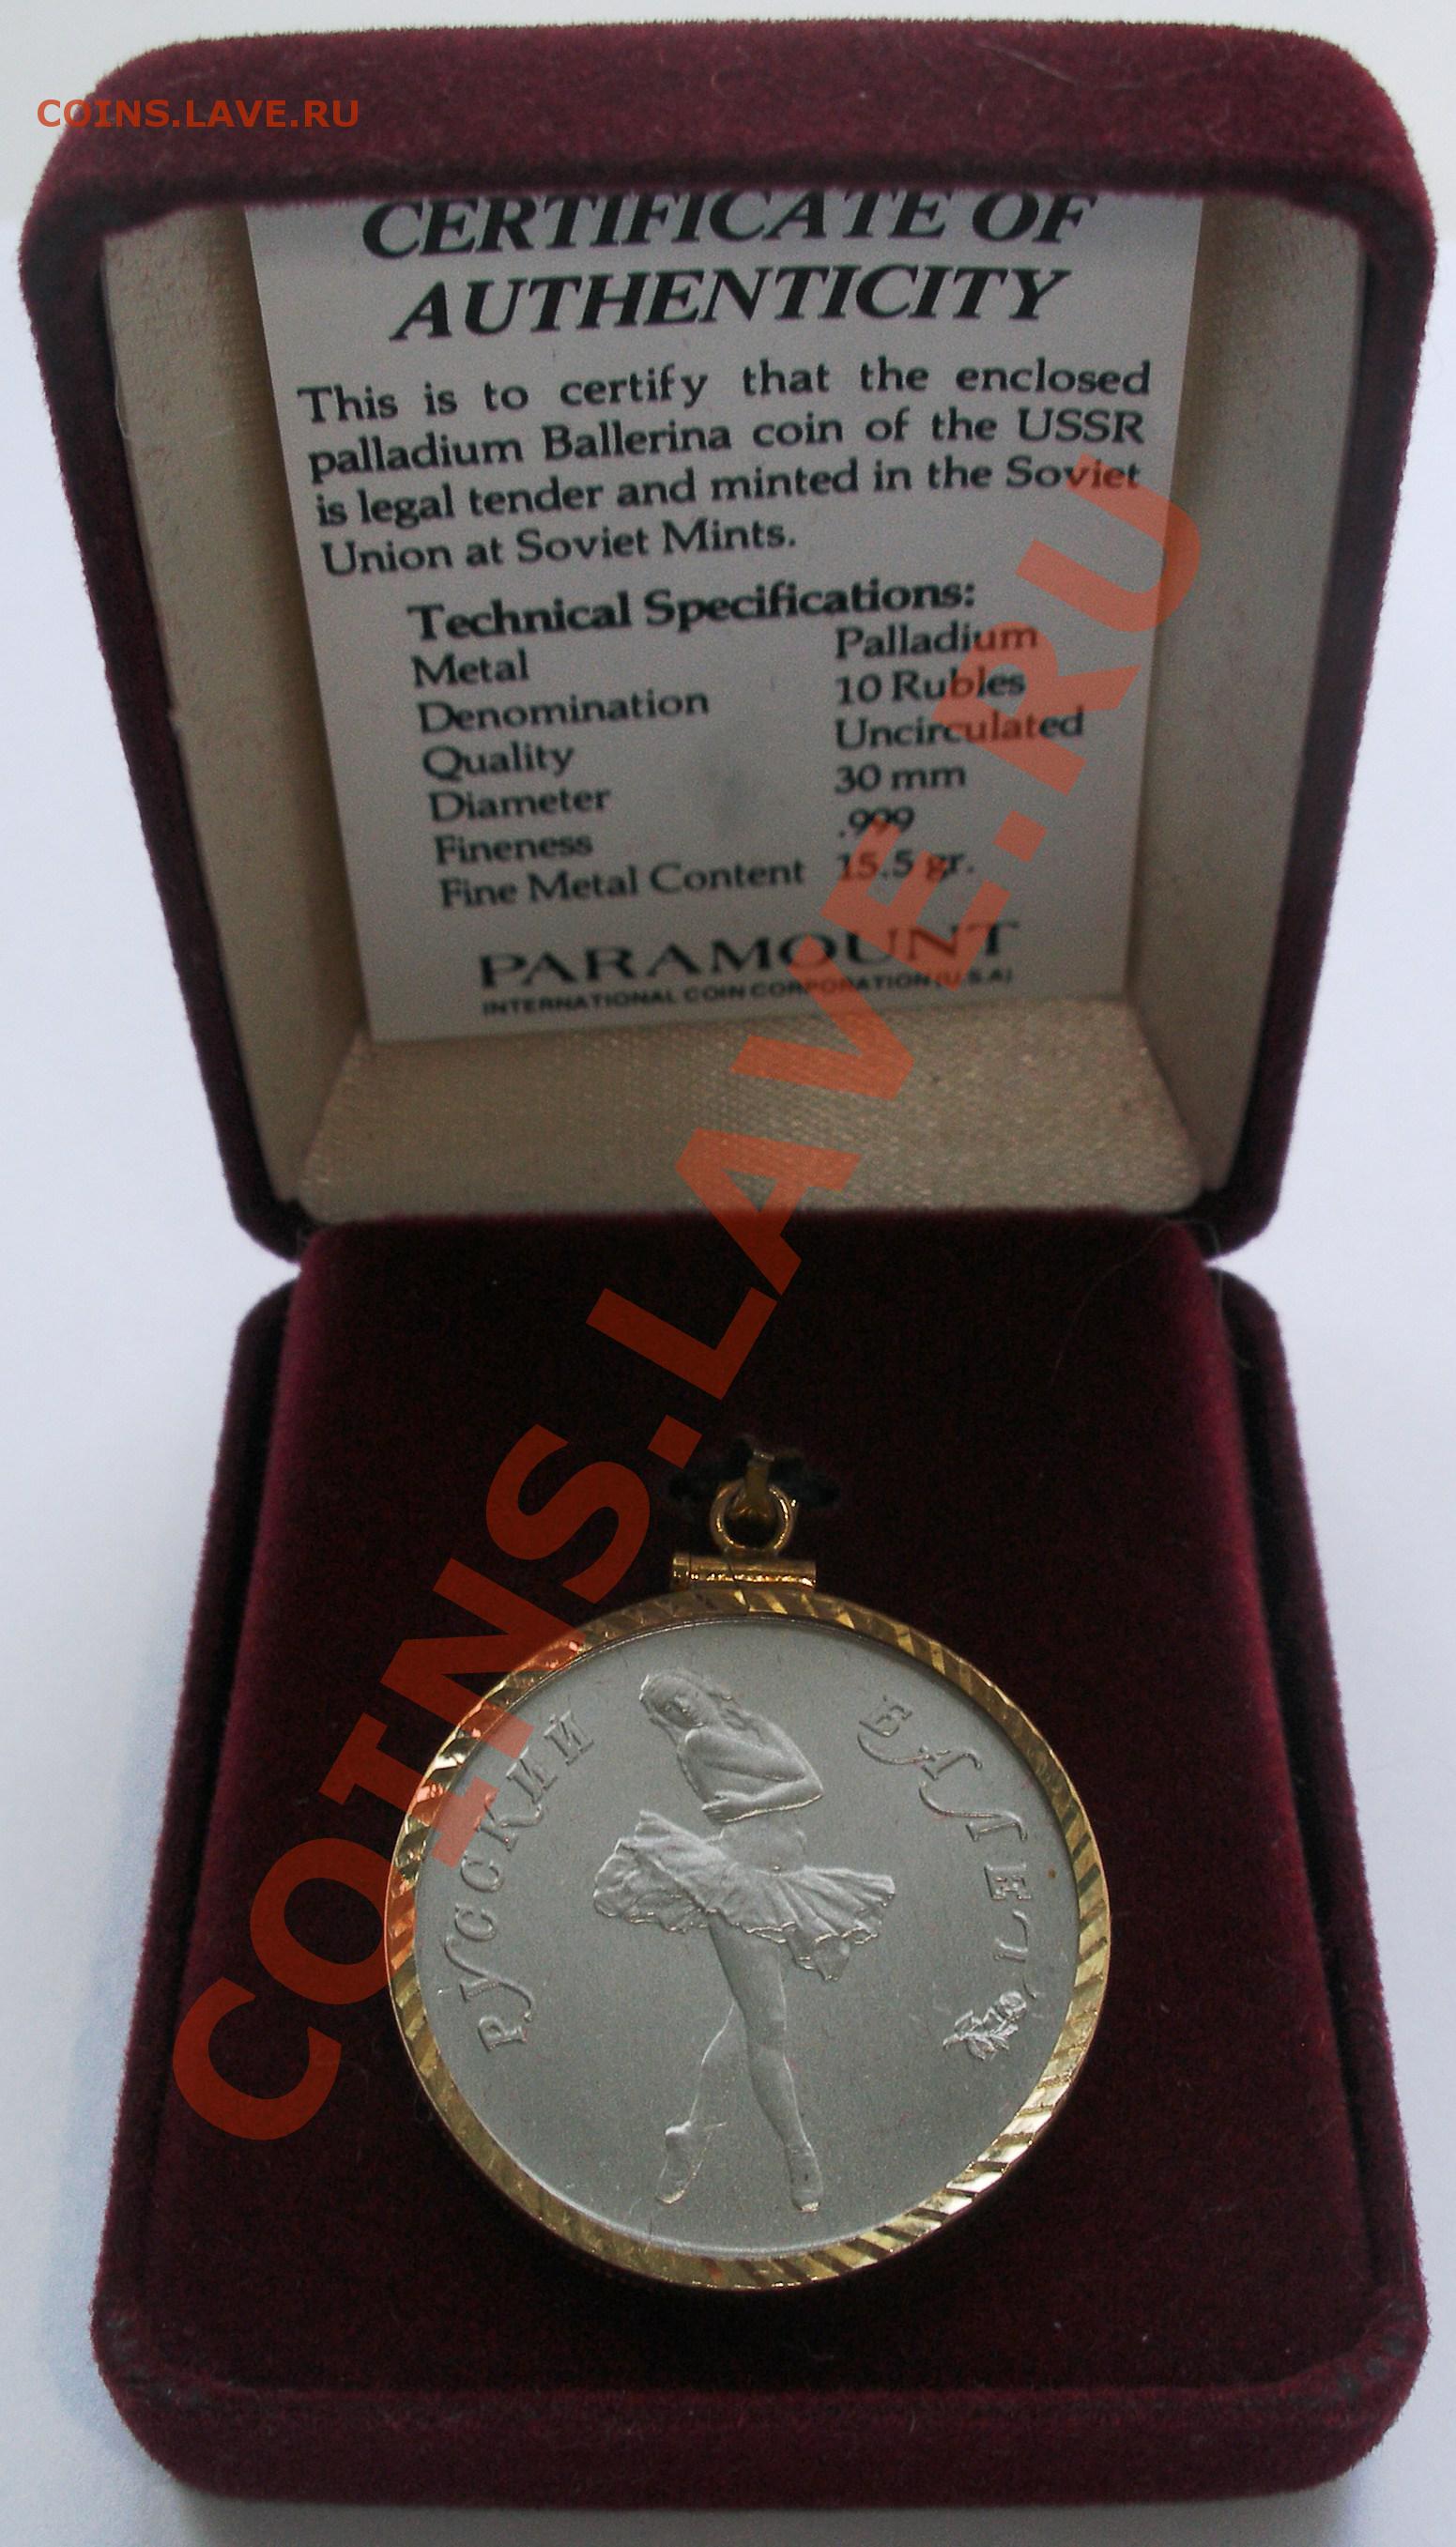 COINS.LAVE.RU
CERTIFICATE OF
AUTHENTICITY
This is to certify that the enclosed
palladium Ballerina coin of the USSR
is legal tender and minted in the Soviet
Union at Soviet Mints.
Technical Specifications:
Metal Palladium
Denomination 10 Rubles
Quality Uncirculated
Diameter 30 mm
Fineness .999
Fine Metal Content 15.5 gr.
PARAMOUNT
INTERNATIONAL COIN CORPORATION (U.S.A)
COINS.LAVE.RU
РУССКИЙ БАЛЕТ